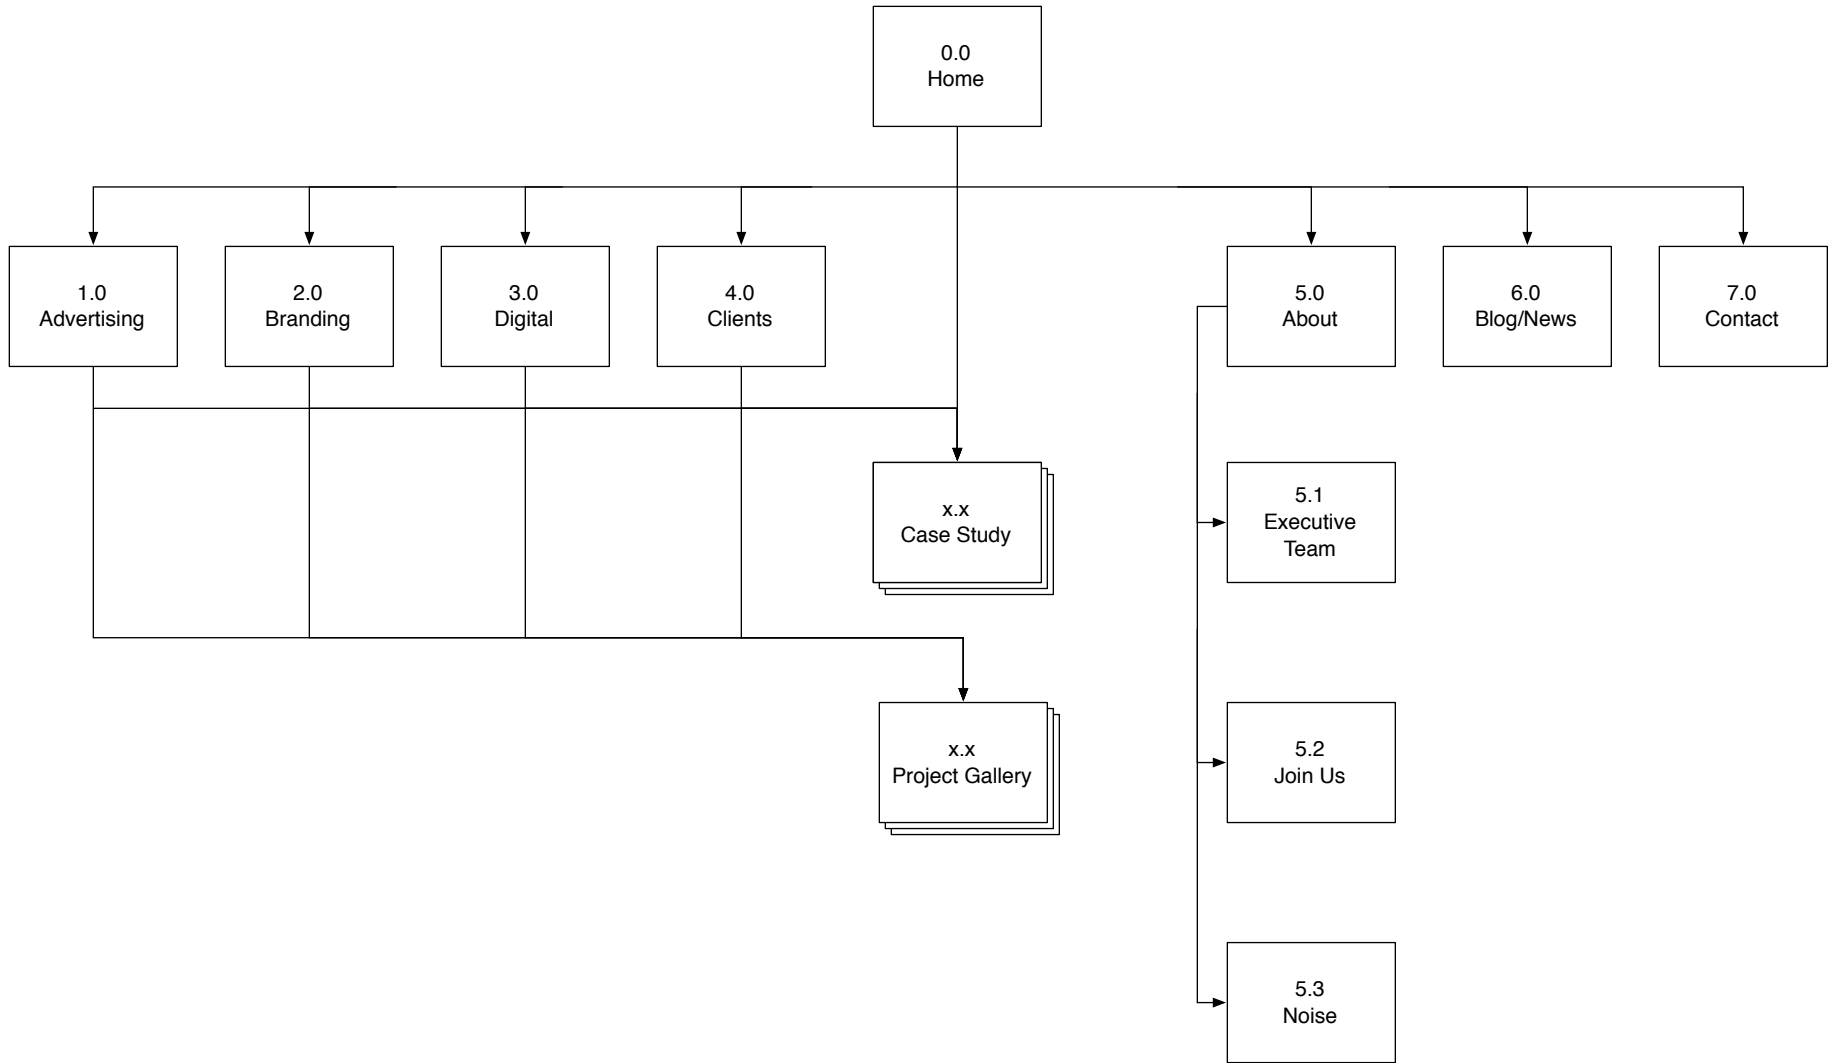 0.0
Home
1.0
Advertising
2.0
Branding
3.0
Digital
4.0
Clients
5.0
About
6.0
Blog/News
7.0
Contact
x.x
Case Study
5.1
Executive
Team
x.x
Project Gallery
5.2
Join Us
5.3
Noise